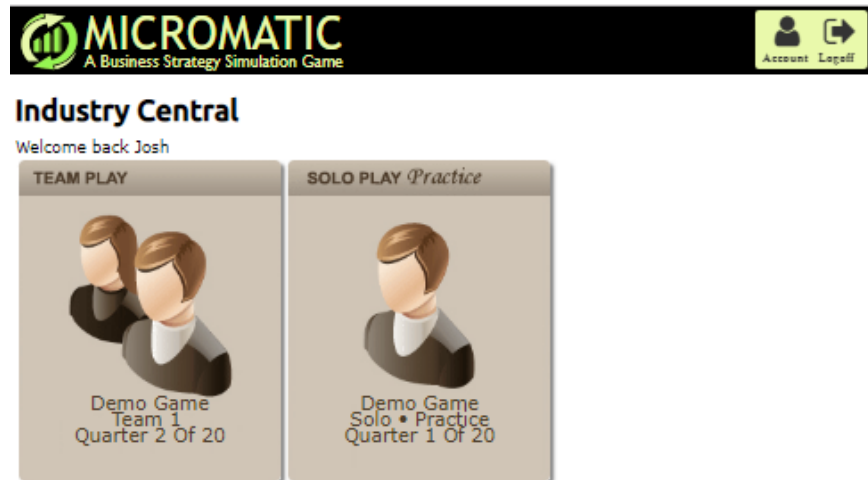 MICROMATIC
A Business Strategy Simulation Game
Account Logoff
Industry Central
Welcome back Josh
TEAM PLAY
Demo Game
Team 1
Quarter 2 Of 20
SOLO PLAY Practice
Demo Game
Solo • Practice
Quarter 1 Of 20